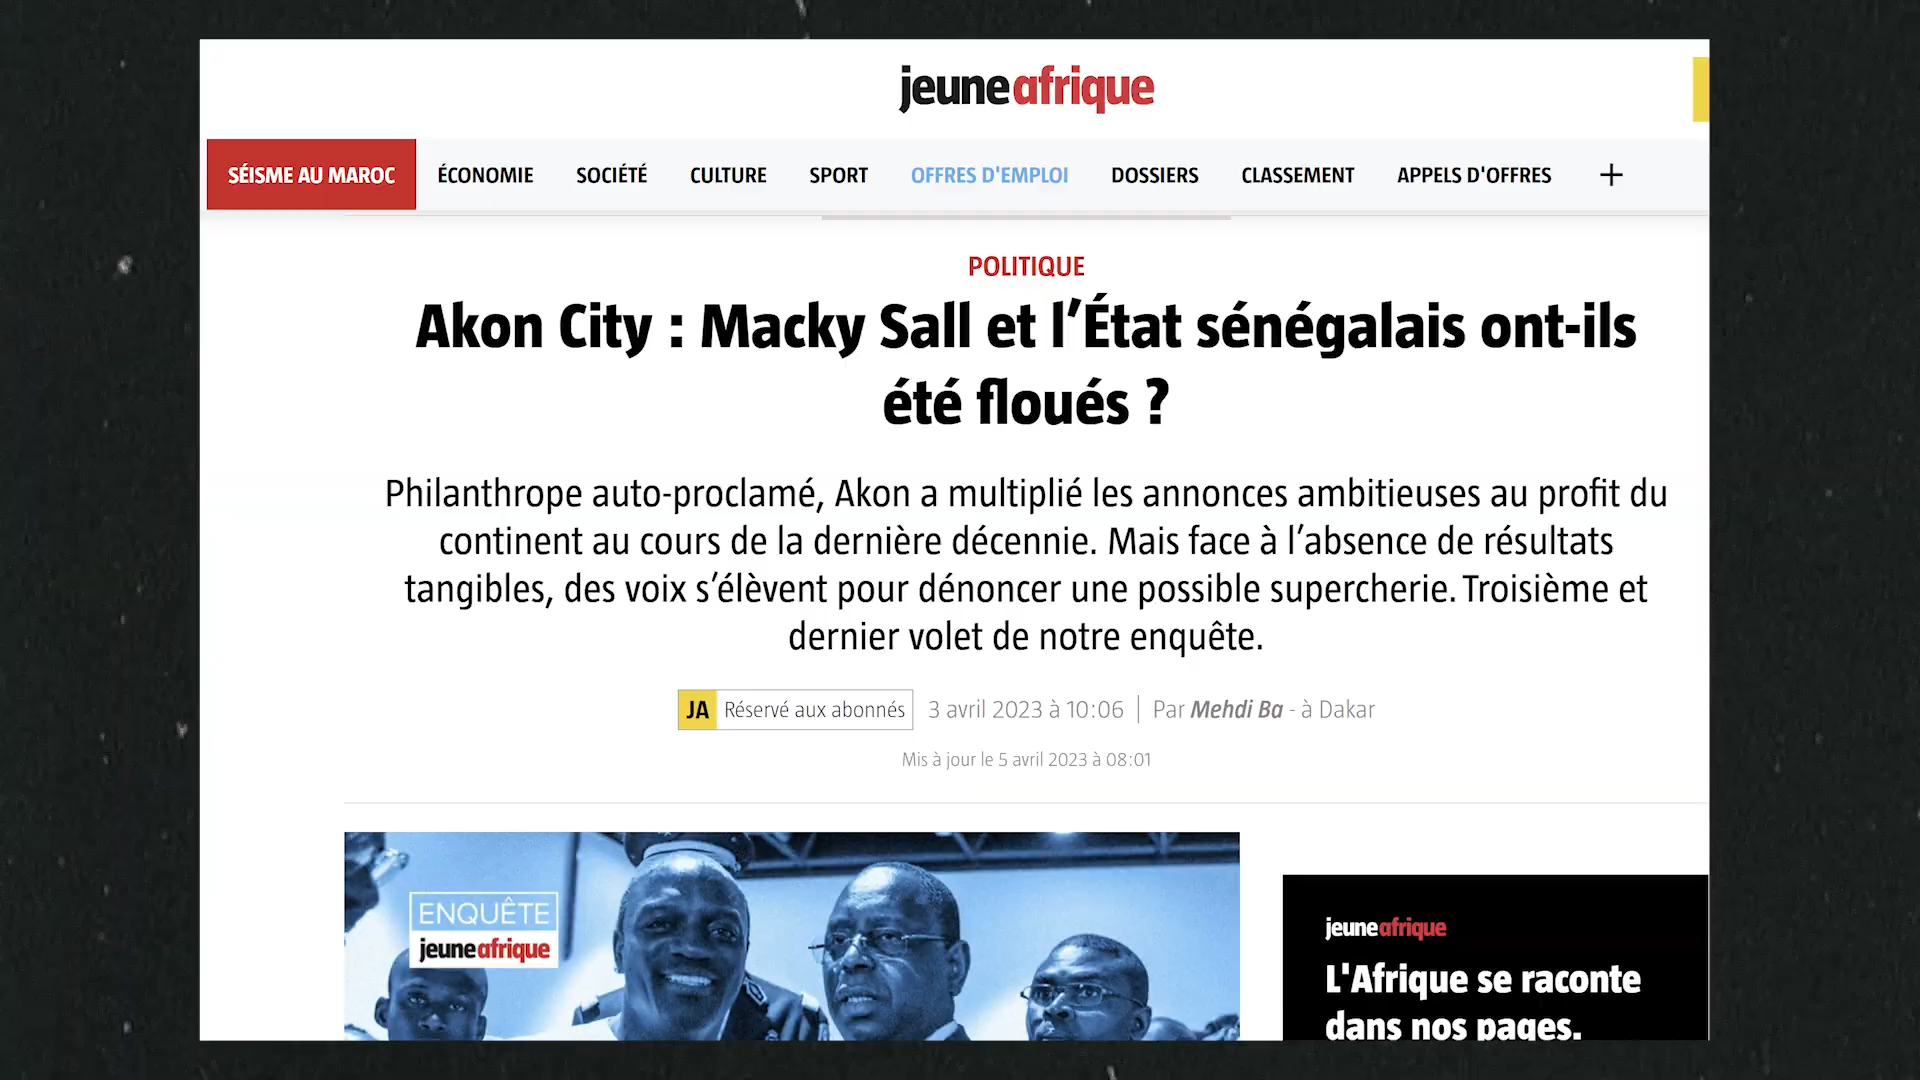 jeuneafrique
SÉISME AU MAROC ÉCONOMIE SOCIÉTÉ CULTURE SPORT OFFRES D'EMPLOI DOSSIERS CLASSEMENT APPELS D'OFFRES +
POLITIQUE
Akon City : Macky Sall et l’État sénégalais ont-ils
été floués ?
Philanthrope auto-proclamé, Akon a multiplié les annonces ambitieuses au profit du
continent au cours de la dernière décennie. Mais face à l’absence de résultats
tangibles, des voix s’élèvent pour dénoncer une possible supercherie. Troisième et
dernier volet de notre enquête.
JA Réservé aux abonnés 3 avril 2023 à 10:06 | Par Mehdi Ba - à Dakar
Mis à jour le 5 avril 2023 à 08:01
ENQUÊTE
jeuneafrique
jeuneafrique
L'Afrique se raconte
dans nos pages.